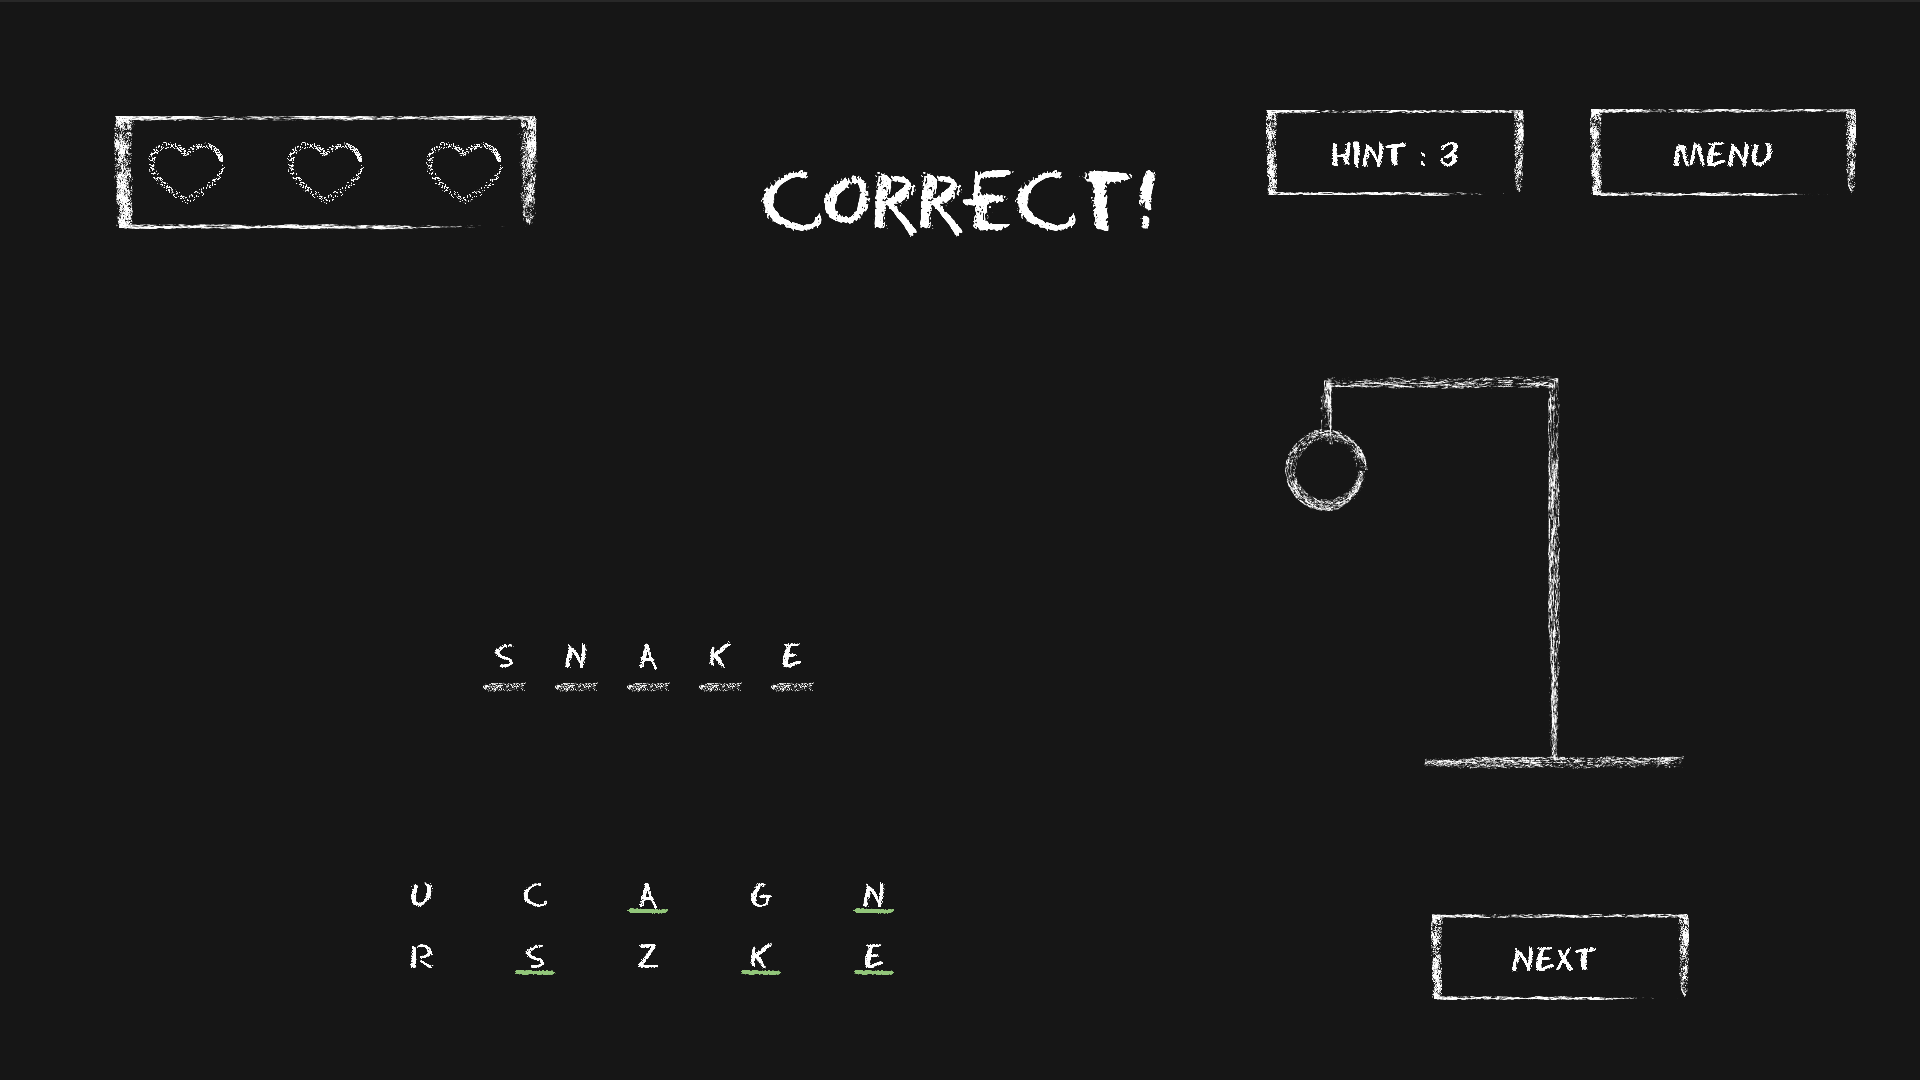 CORRECT!
HINT : 3
MENU
S N A K E
U C A G N
R S Z K E
NEXT